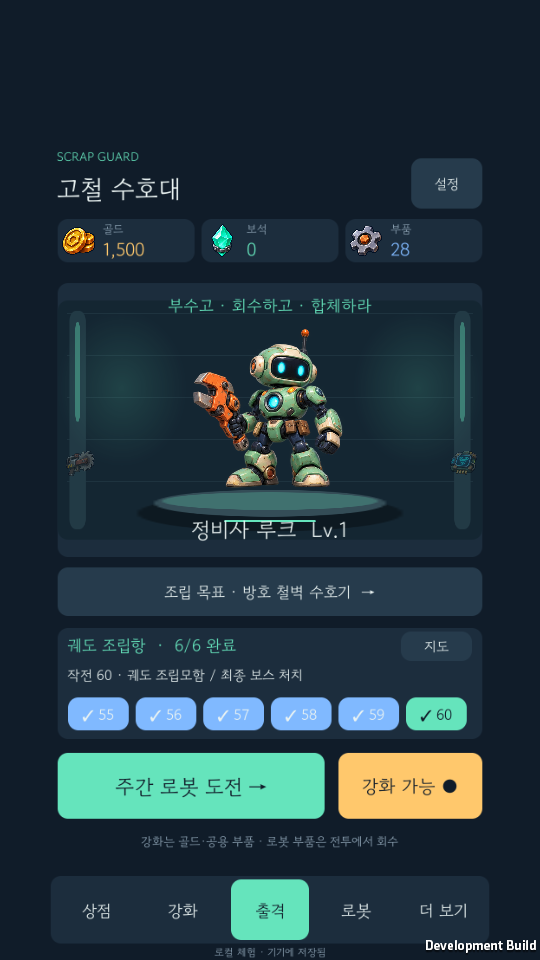 SCRAP GUARD
고철 수호대
설정
골드
1,500
보석
0
부품
28
부수고 · 회수하고 · 합체하라
정비사 루크 Lv.1
조립 목표 · 방호 철벽 수호기 →
궤도 조립항 · 6/6 완료
지도
작전 60 · 궤도 조립모함 / 최종 보스 처치
✓ 55
✓ 56
✓ 57
✓ 58
✓ 59
✓ 60
주간 로봇 도전 →
강화 가능 ●
강화는 골드·공용 부품 · 로봇 부품은 전투에서 회수
상점
강화
출격
로봇
더 보기
로컬 체험 · 기기에 저장됨
Development Build